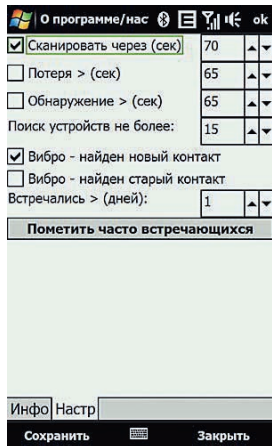 О программе/нас ok
Сканировать через (сек) 70
Потеря > (сек) 65
Обнаружение > (сек) 65
Поиск устройств не более: 15
Вибро - найден новый контакт
Вибро - найден старый контакт
Встречались > (дней): 1
Пометить часто встречающихся
Инфо Настр
Сохранить Закрыть